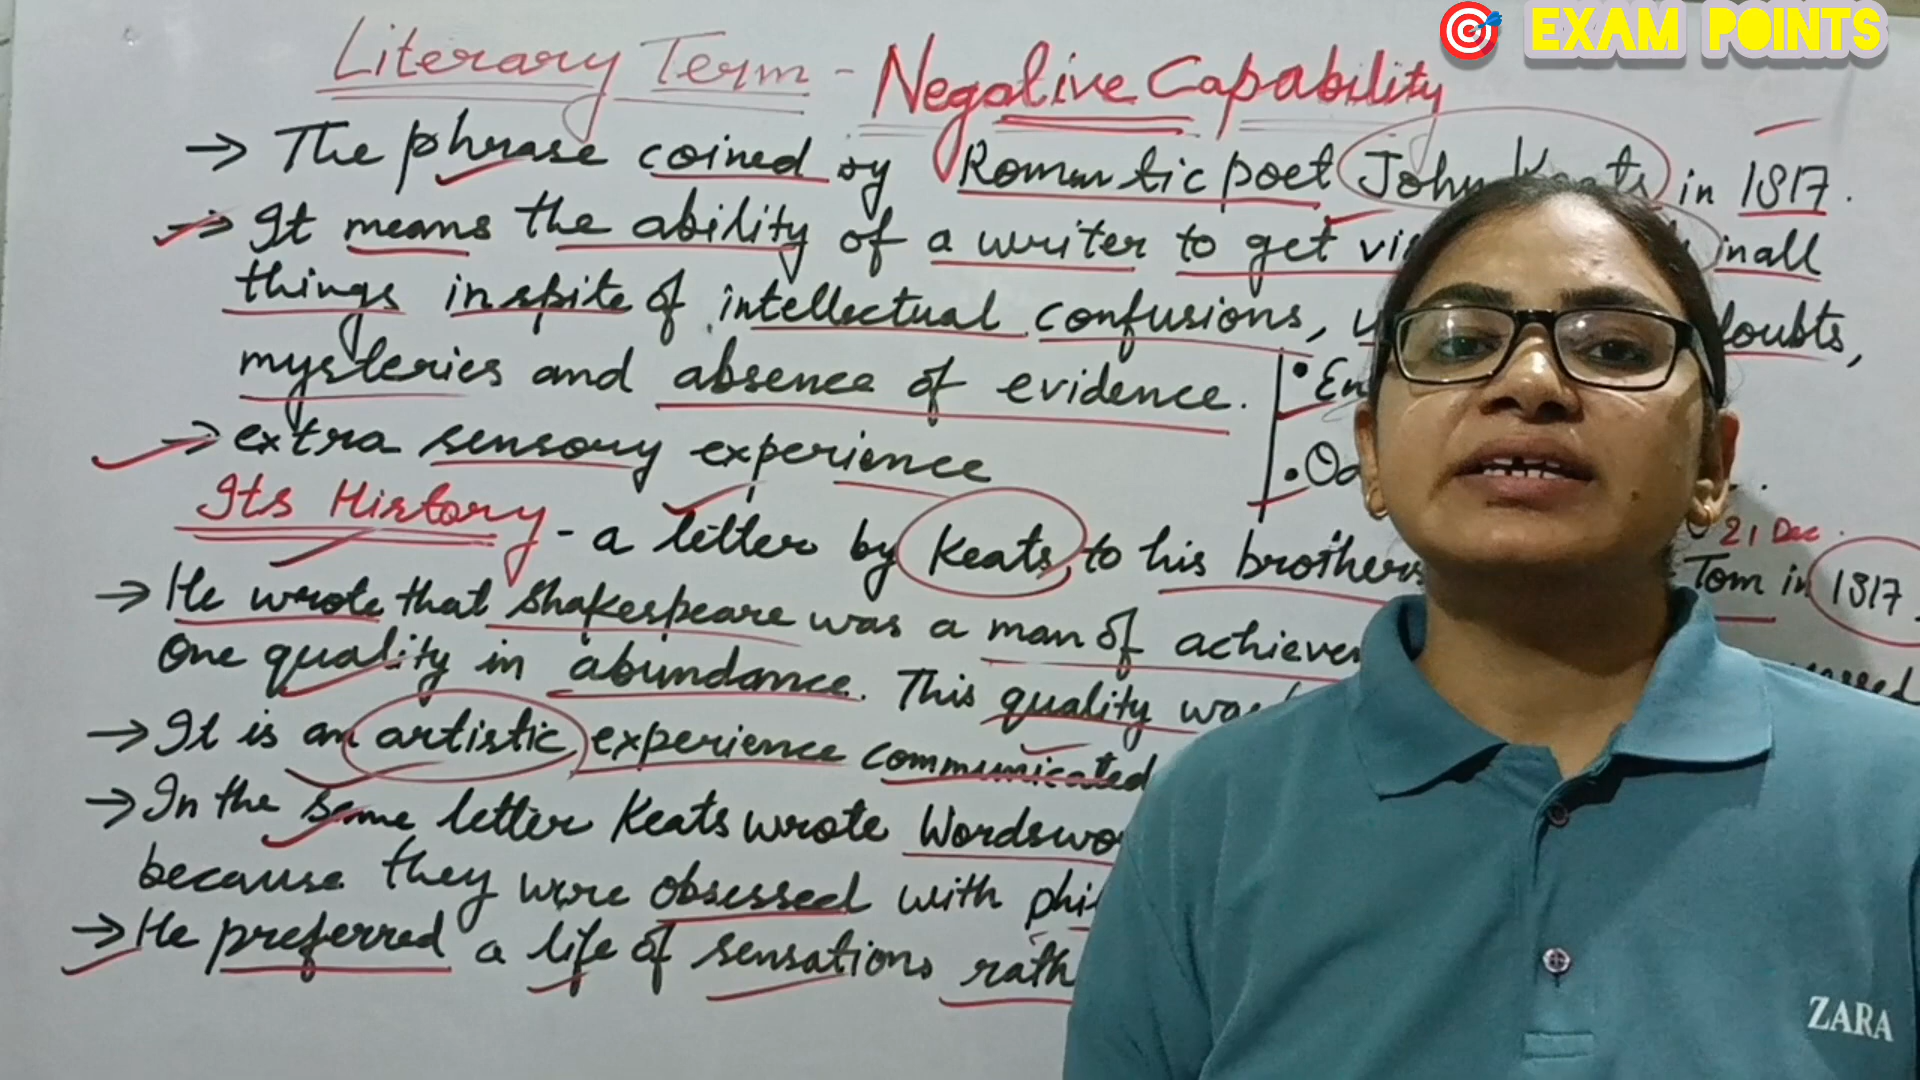 EXAM POINTS
Literary Term - Negative Capability
→ The phrase coined by Romantic poet John Keats in 1817.
→ It means the ability of a writer to get in all
things inspite of intellectual confusions, doubts,
mysteries and absence of evidence.
→ extra sensory experience
Its History - a letter by Keats, to his brothers Tom in 1817.
21 Dec.
→ He wrote that Shakespeare was a man of
one quality in abundance. This quality was
→ It is an artistic experience communicated
→ In the same letter Keats wrote
because they were obsessed with
→ He preferred a life of sensations
ZARA